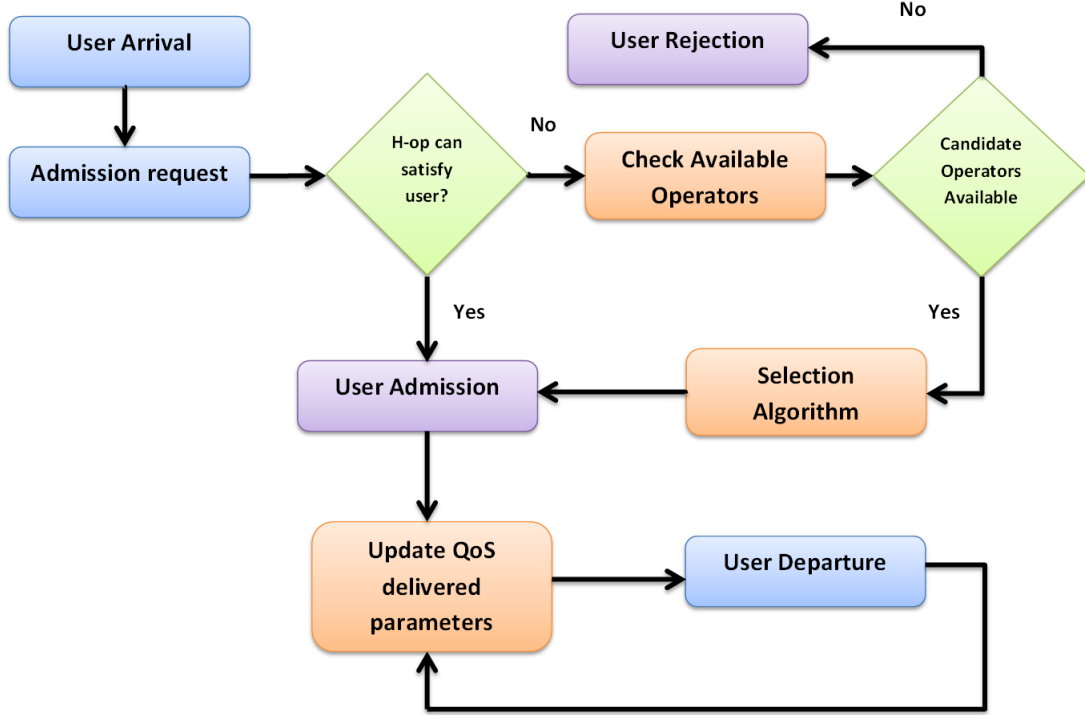 User Arrival
Admission request
H-op can
satisfy
user?
No
Check Available
Operators
Candidate
Operators
Available
No
User Rejection
Yes
Yes
Selection
Algorithm
User Admission
Update QoS
delivered
parameters
User Departure